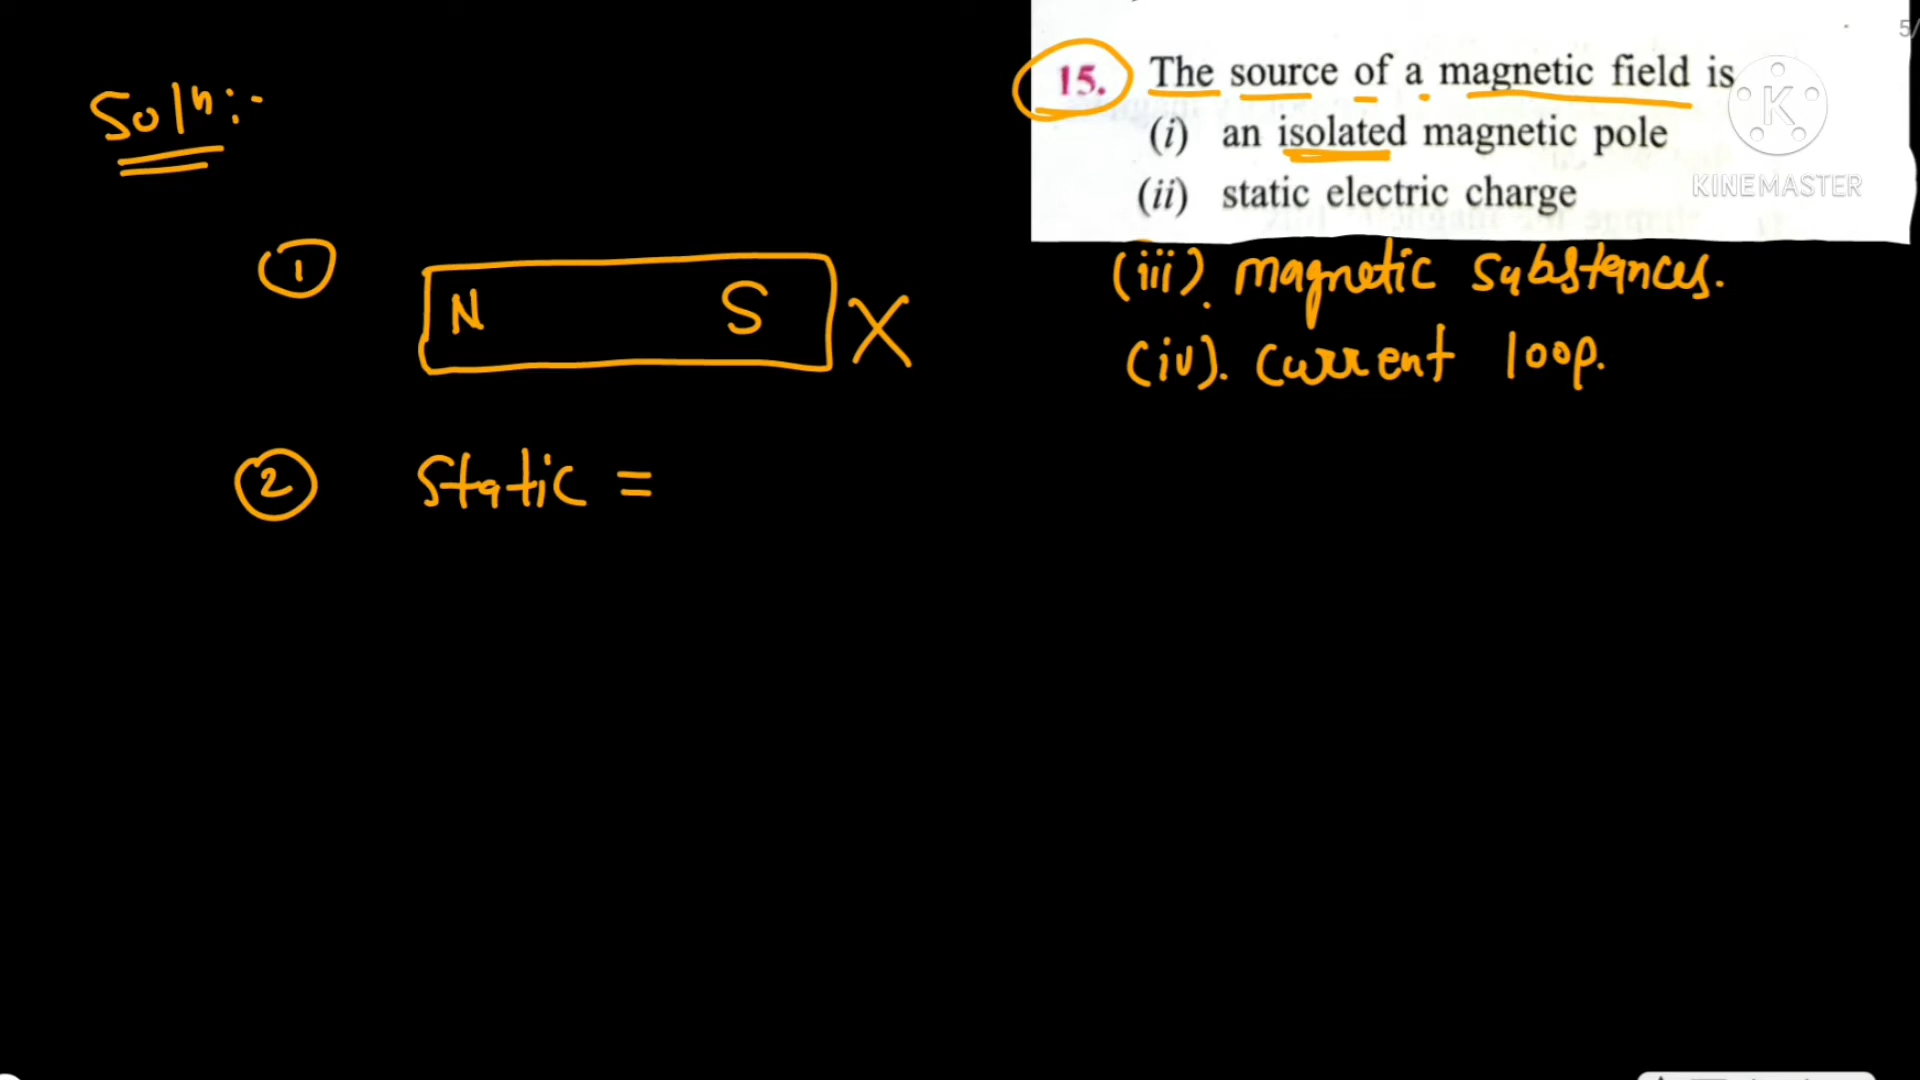 Soln:-
15. The source of a magnetic field is
(i) an isolated magnetic pole
(ii) static electric charge
(iii). magnetic substances.
(iv). current loop.
K
KINEMASTER
5/
1
N S X
2 static =